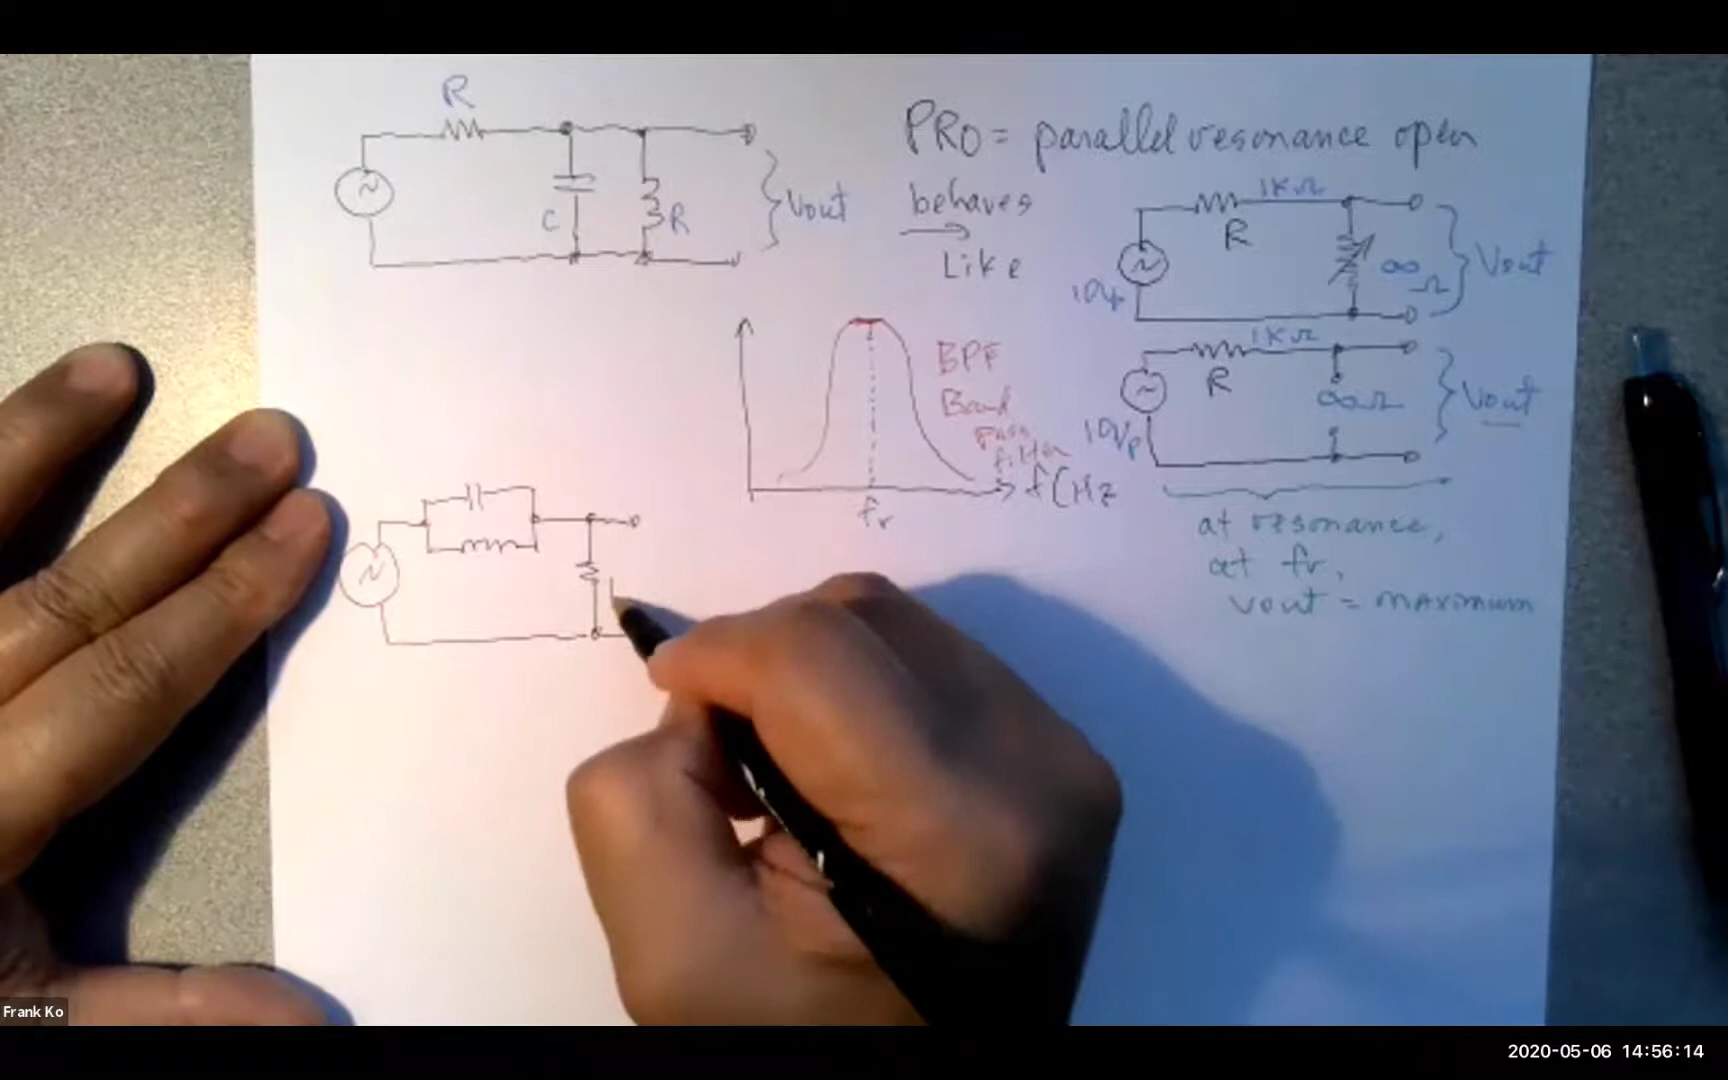 R
PRO = parallel resonance open
C
R
Vout
behaves
Like
1KΩ
R
10Vp
∞
Ω
Vout
1KΩ
R
10Vp
∞Ω
Vout
BPF
Band
pass
filter
f(Hz
fr
at resonance,
at fr,
Vout = maximum
Frank Ko
2020-05-06 14:56:14